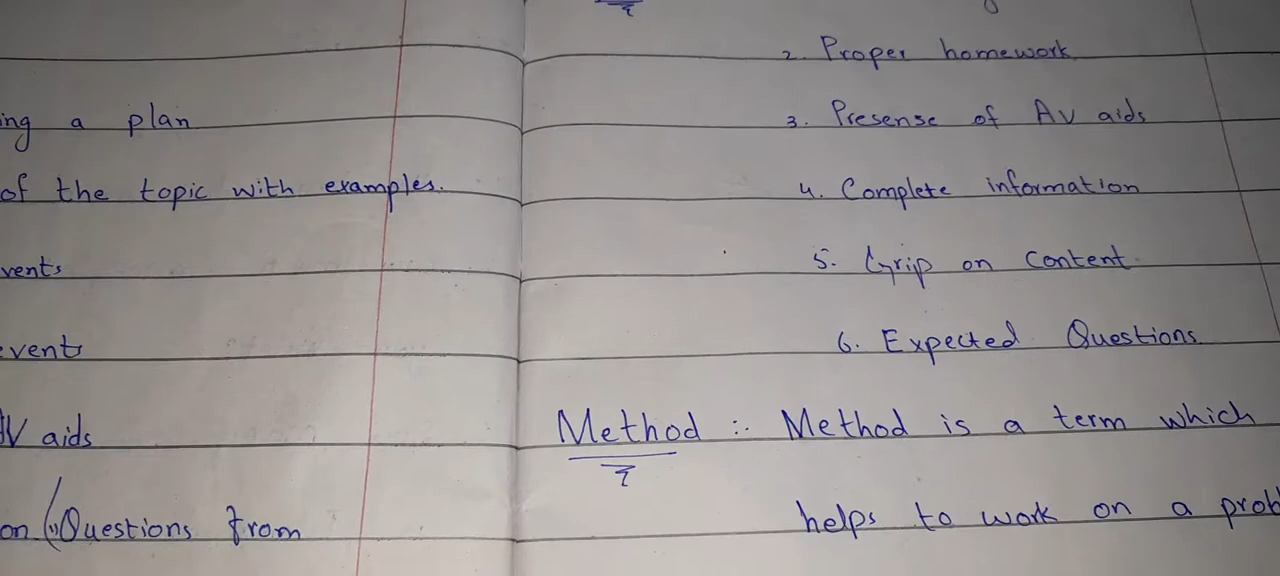 ing a plan
of the topic with examples.
vents
event
AV aids
on (Questions from
2. Proper homework
3. Presense of AV aids
4. Complete information
5. Grip on Content.
6. Expected Questions
Method :. Method is a term which
helps to work on a prob